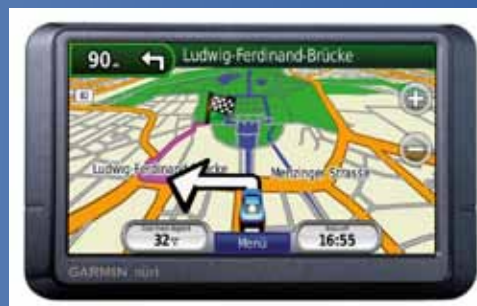 90
Ludwig-Ferdinand-Brücke
Ludwig-Ferdinand-Brücke
Menzinger Strasse
32
Menü
16:55
GARMIN nüvi